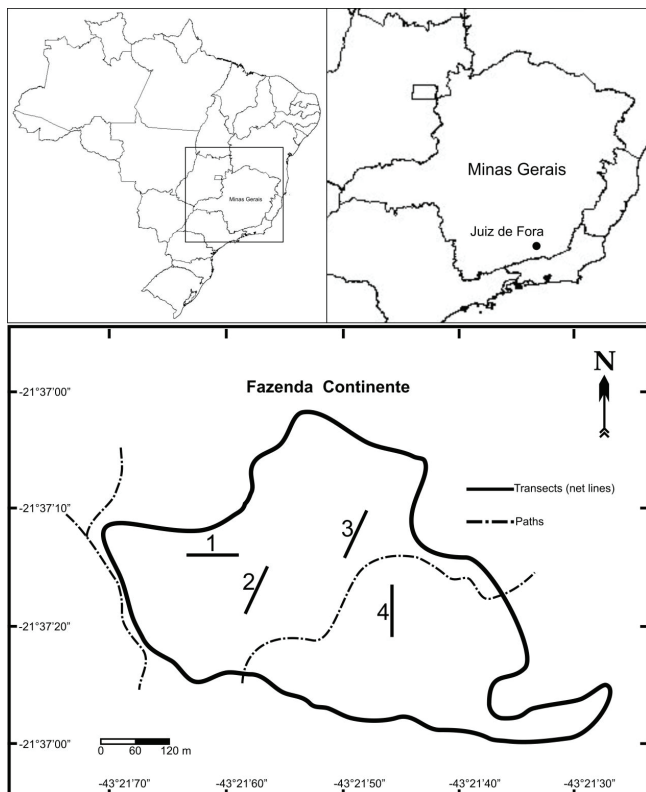 Minas Gerais
Minas Gerais
Juiz de Fora
N
Fazenda Continente
-21°37'00"
-21°37'10"
-21°37'20"
-21°37'00"
Transects (net lines)
Paths
1
2
3
4
0 60 120 m
-43°21'70" -43°21'60" -43°21'50" -43°21'40" -43°21'30"